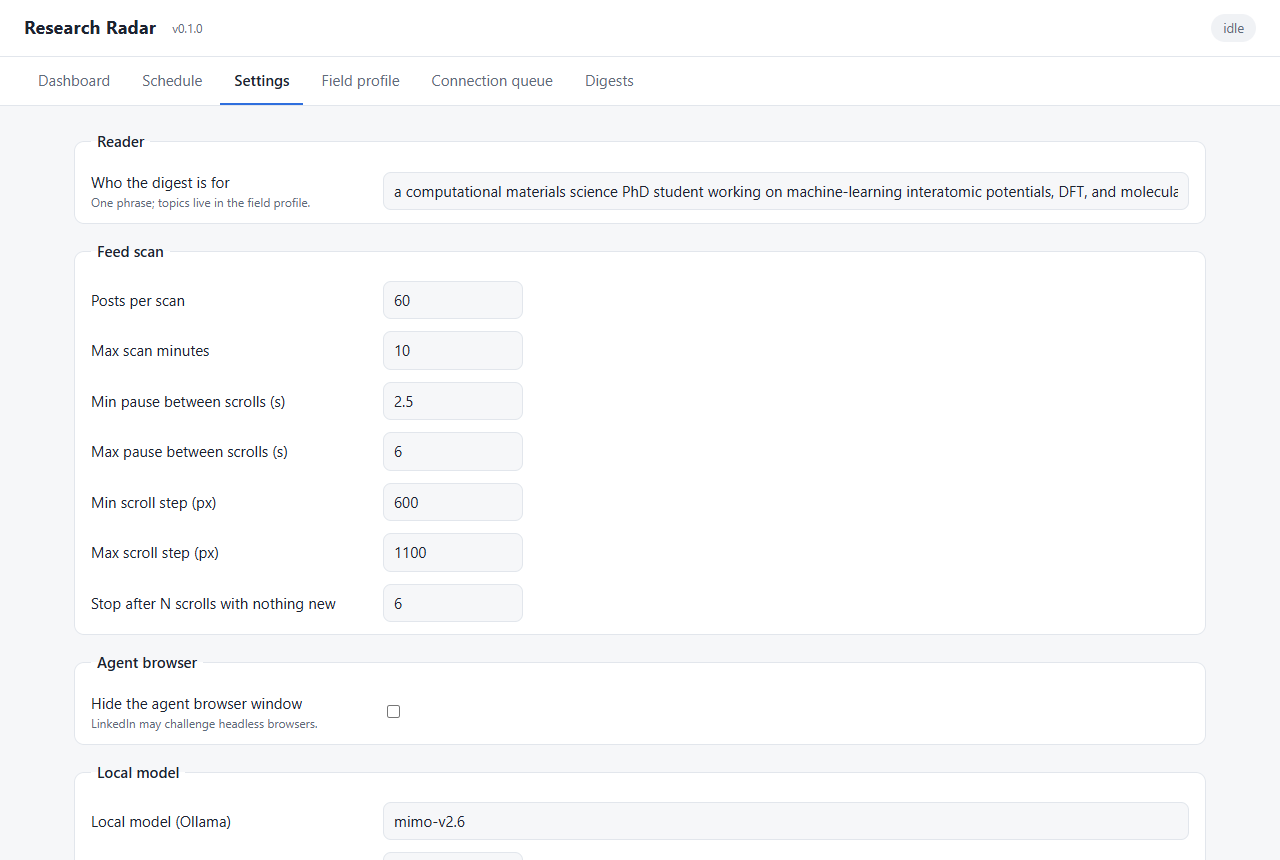 Research Radar v0.1.0
idle
Dashboard Schedule Settings Field profile Connection queue Digests
Reader
Who the digest is for
One phrase; topics live in the field profile.
a computational materials science PhD student working on machine-learning interatomic potentials, DFT, and molecula
Feed scan
Posts per scan 60
Max scan minutes 10
Min pause between scrolls (s) 2.5
Max pause between scrolls (s) 6
Min scroll step (px) 600
Max scroll step (px) 1100
Stop after N scrolls with nothing new 6
Agent browser
Hide the agent browser window
LinkedIn may challenge headless browsers.
Local model
Local model (Ollama) mimo-v2.6